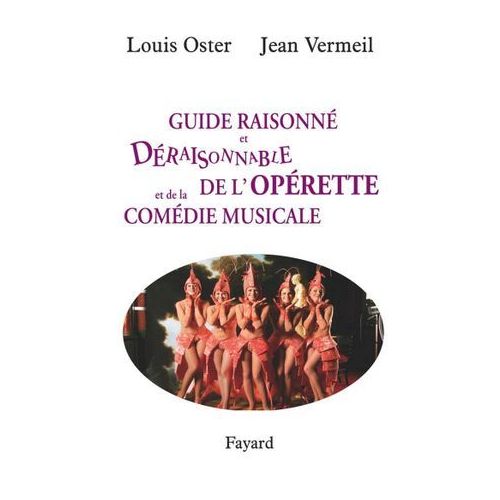 Louis Oster Jean Vermeil
GUIDE RAISONNÉ
et
DÉRAISONNABLE
DE L'OPÉRETTE
et de la
COMÉDIE MUSICALE
Fayard